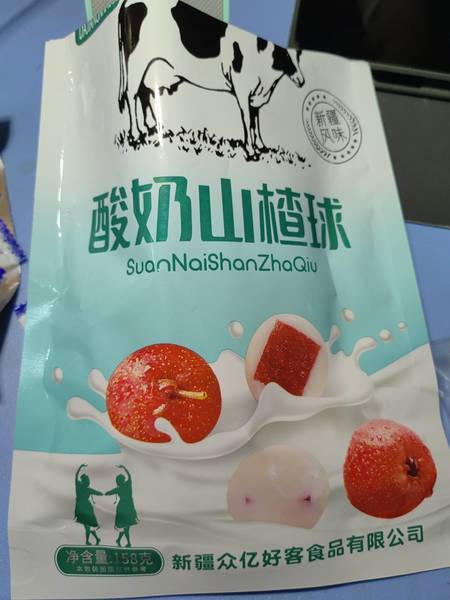 新疆
风味
酸奶山楂球
SuanNaiShanZhaQiu
净含量:158克
新疆众亿好客食品有限公司